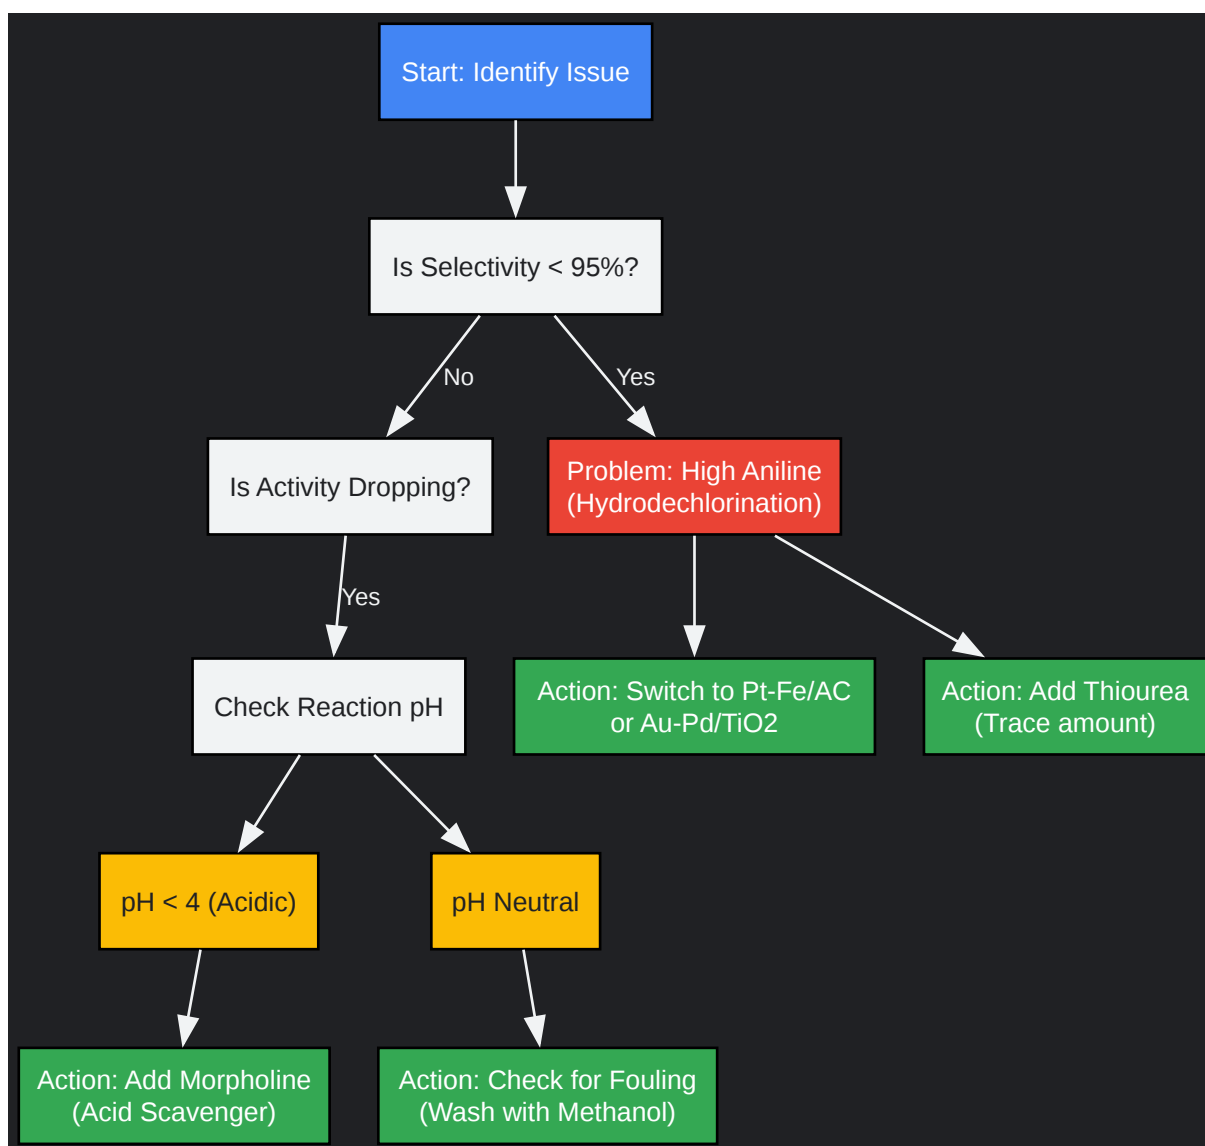 Start: Identify Issue
Is Selectivity < 95%?
No
Yes
Is Activity Dropping?
Problem: High Aniline
(Hydrodechlorination)
Yes
Check Reaction pH
Action: Switch to Pt-Fe/AC
or Au-Pd/TiO2
Action: Add Thiourea
(Trace amount)
pH < 4 (Acidic)
pH Neutral
Action: Add Morpholine
(Acid Scavenger)
Action: Check for Fouling
(Wash with Methanol)